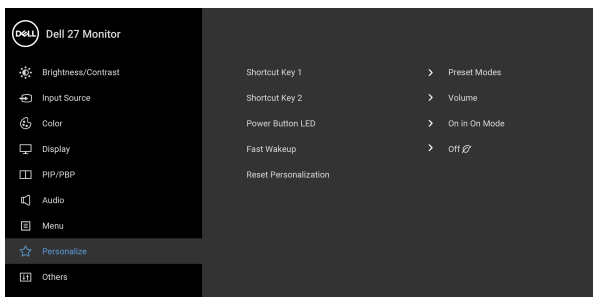 DELL Dell 27 Monitor
Brightness/Contrast Shortcut Key 1 Preset Modes
Input Source Shortcut Key 2 Volume
Color Power Button LED On in On Mode
Display Fast Wakeup Off
PIP/PBP Reset Personalization
Audio
Menu
Personalize
Others